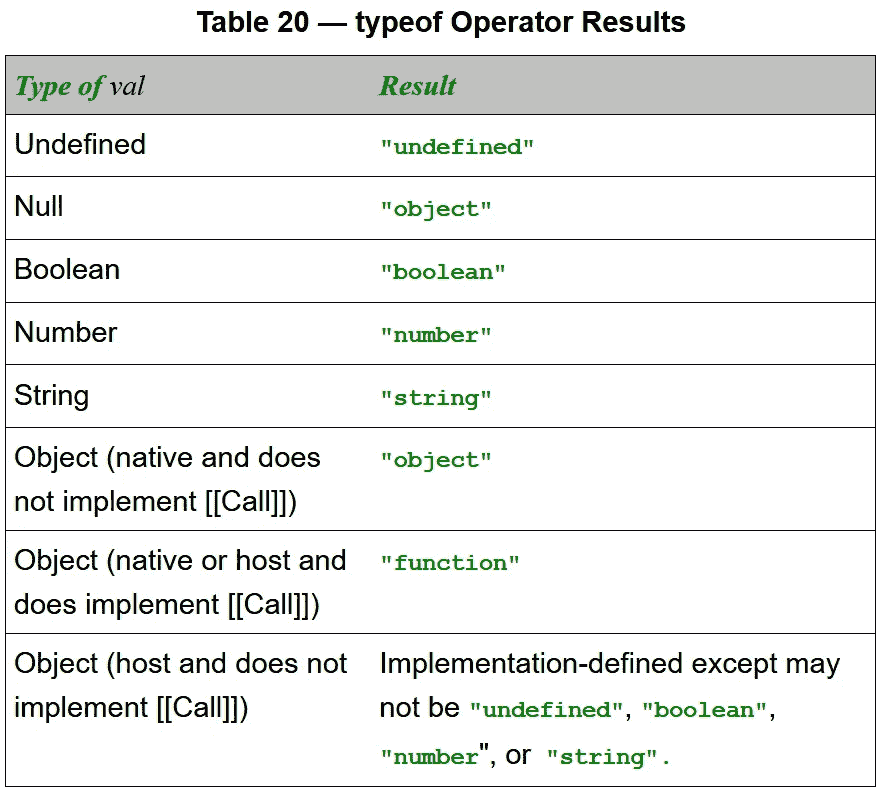 Table 20 — typeof Operator Results
Type of val Result
Undefined "undefined"
Null "object"
Boolean "boolean"
Number "number"
String "string"
Object (native and does "object"
not implement [[Call]])
Object (native or host and "function"
does implement [[Call]])
Object (host and does not Implementation-defined except may
implement [[Call]]) not be "undefined", "boolean",
"number", or "string".